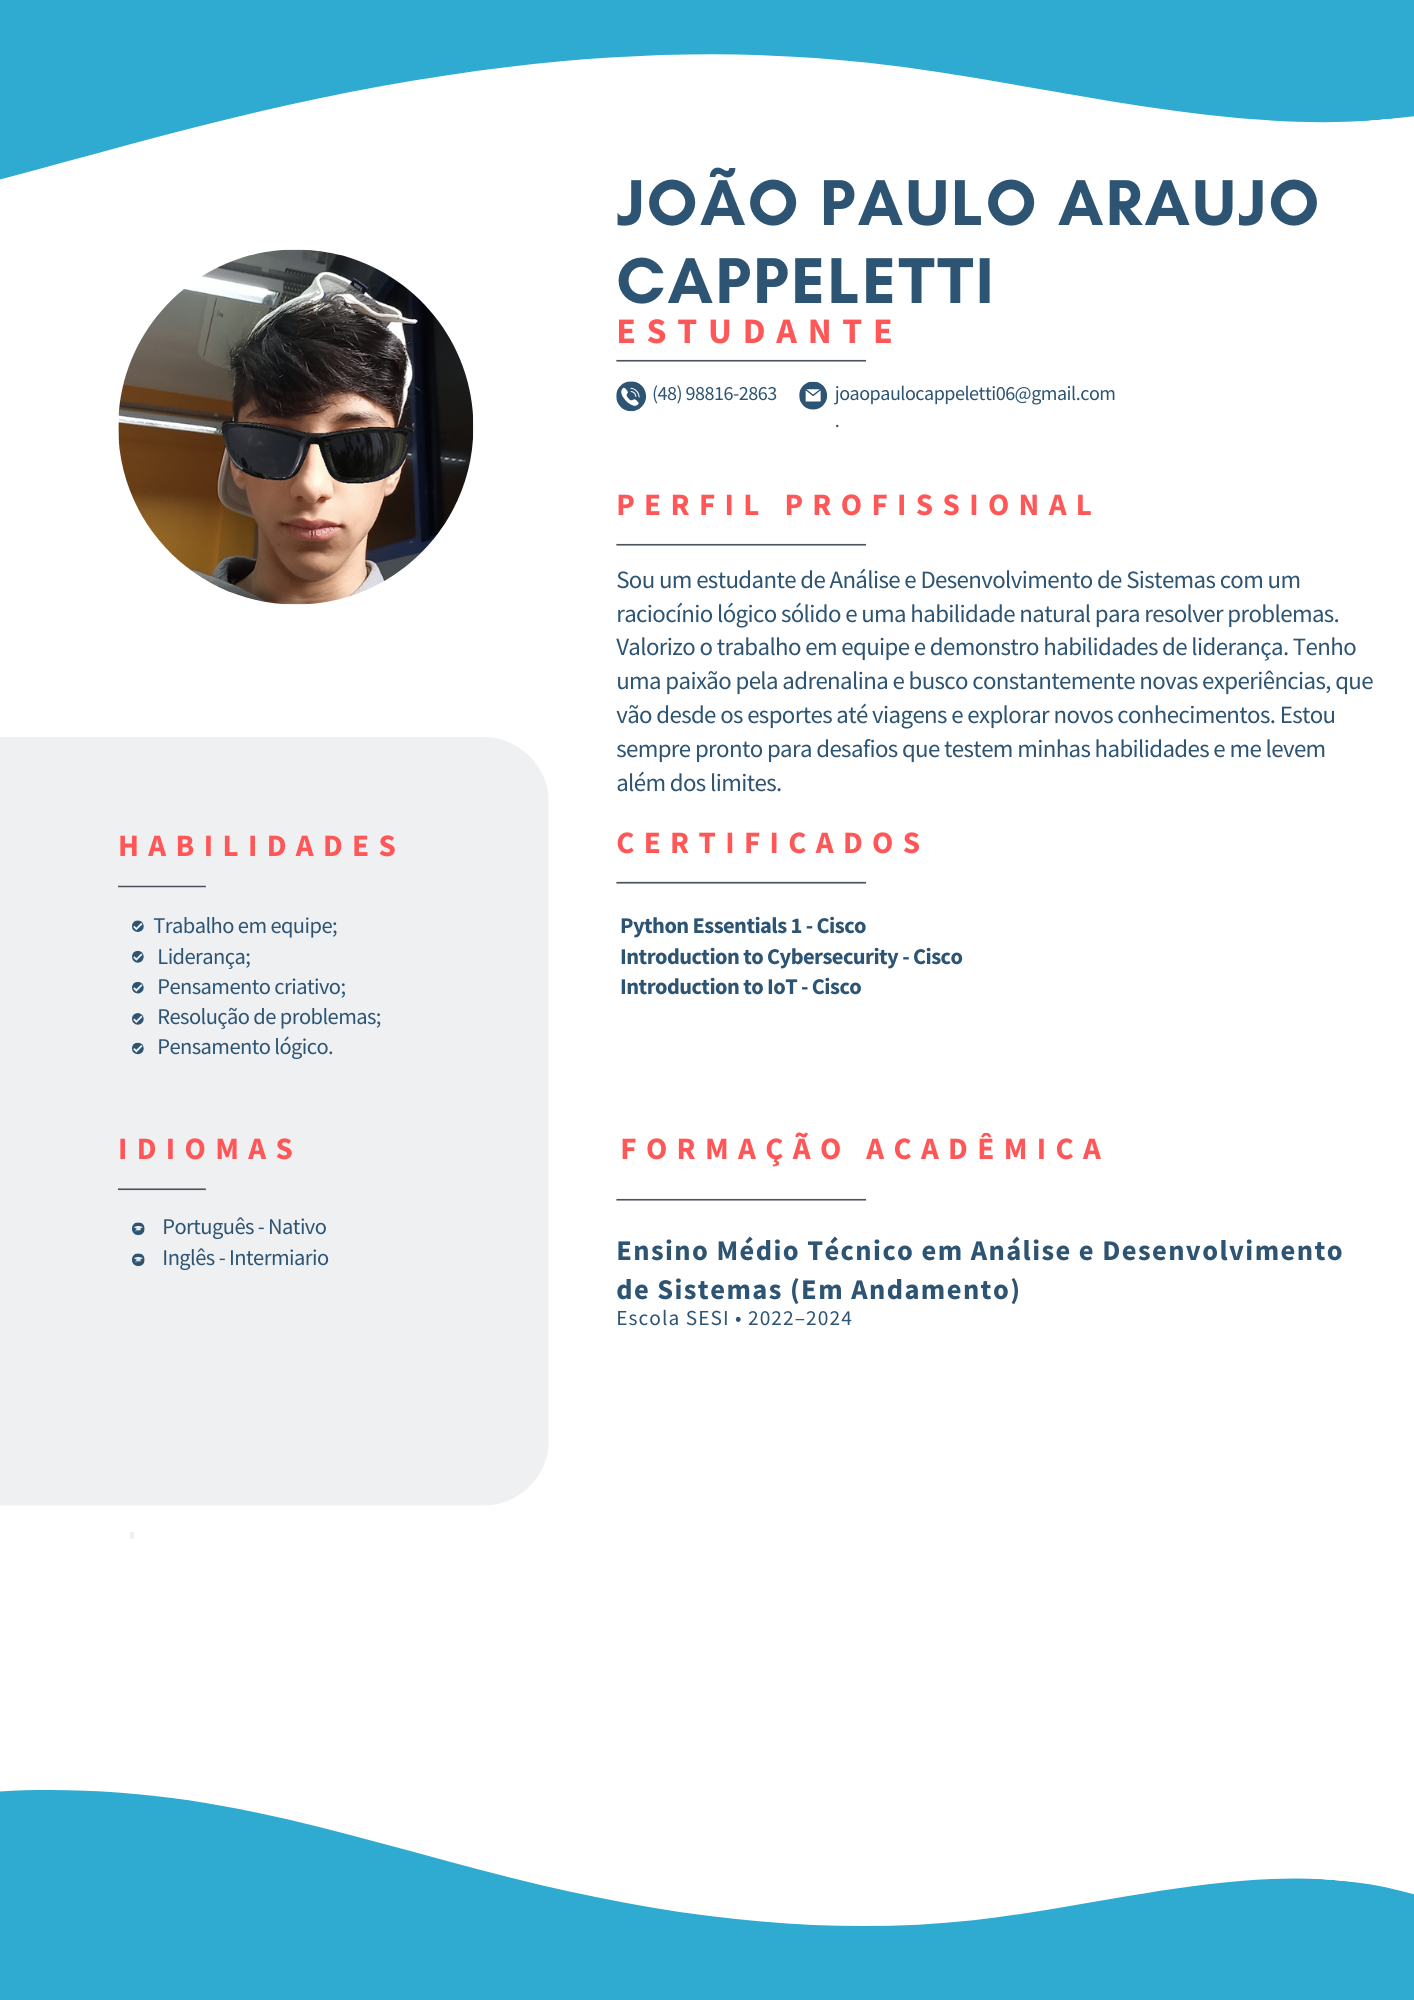 JOÃO PAULO ARAUJO
CAPPELETTI
ESTUDANTE
(48) 98816-2863
joaopaulocappeletti06@gmail.com
.
PERFIL PROFISSIONAL
Sou um estudante de Análise e Desenvolvimento de Sistemas com um
raciocínio lógico sólido e uma habilidade natural para resolver problemas.
Valorizo o trabalho em equipe e demonstro habilidades de liderança. Tenho
uma paixão pela adrenalina e busco constantemente novas experiências, que
vão desde os esportes até viagens e explorar novos conhecimentos. Estou
sempre pronto para desafios que testem minhas habilidades e me levem
além dos limites.
HABILIDADES
Trabalho em equipe;
Liderança;
Pensamento criativo;
Resolução de problemas;
Pensamento lógico.
IDIOMAS
Português - Nativo
Inglês - Intermiario
CERTIFICADOS
Python Essentials 1 - Cisco
Introduction to Cybersecurity - Cisco
Introduction to IoT - Cisco
FORMAÇÃO ACADÊMICA
Ensino Médio Técnico em Análise e Desenvolvimento
de Sistemas (Em Andamento)
Escola SESI • 2022–2024